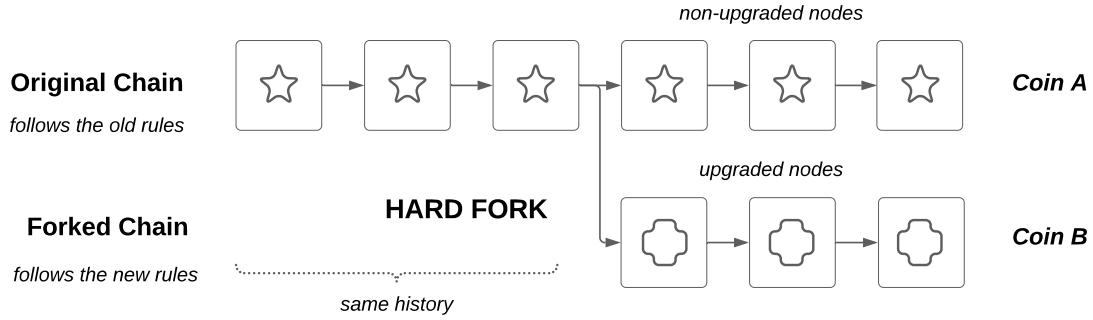 non-upgraded nodes
Original Chain
Coin A
follows the old rules
upgraded nodes
HARD FORK
Forked Chain
Coin B
follows the new rules
same history